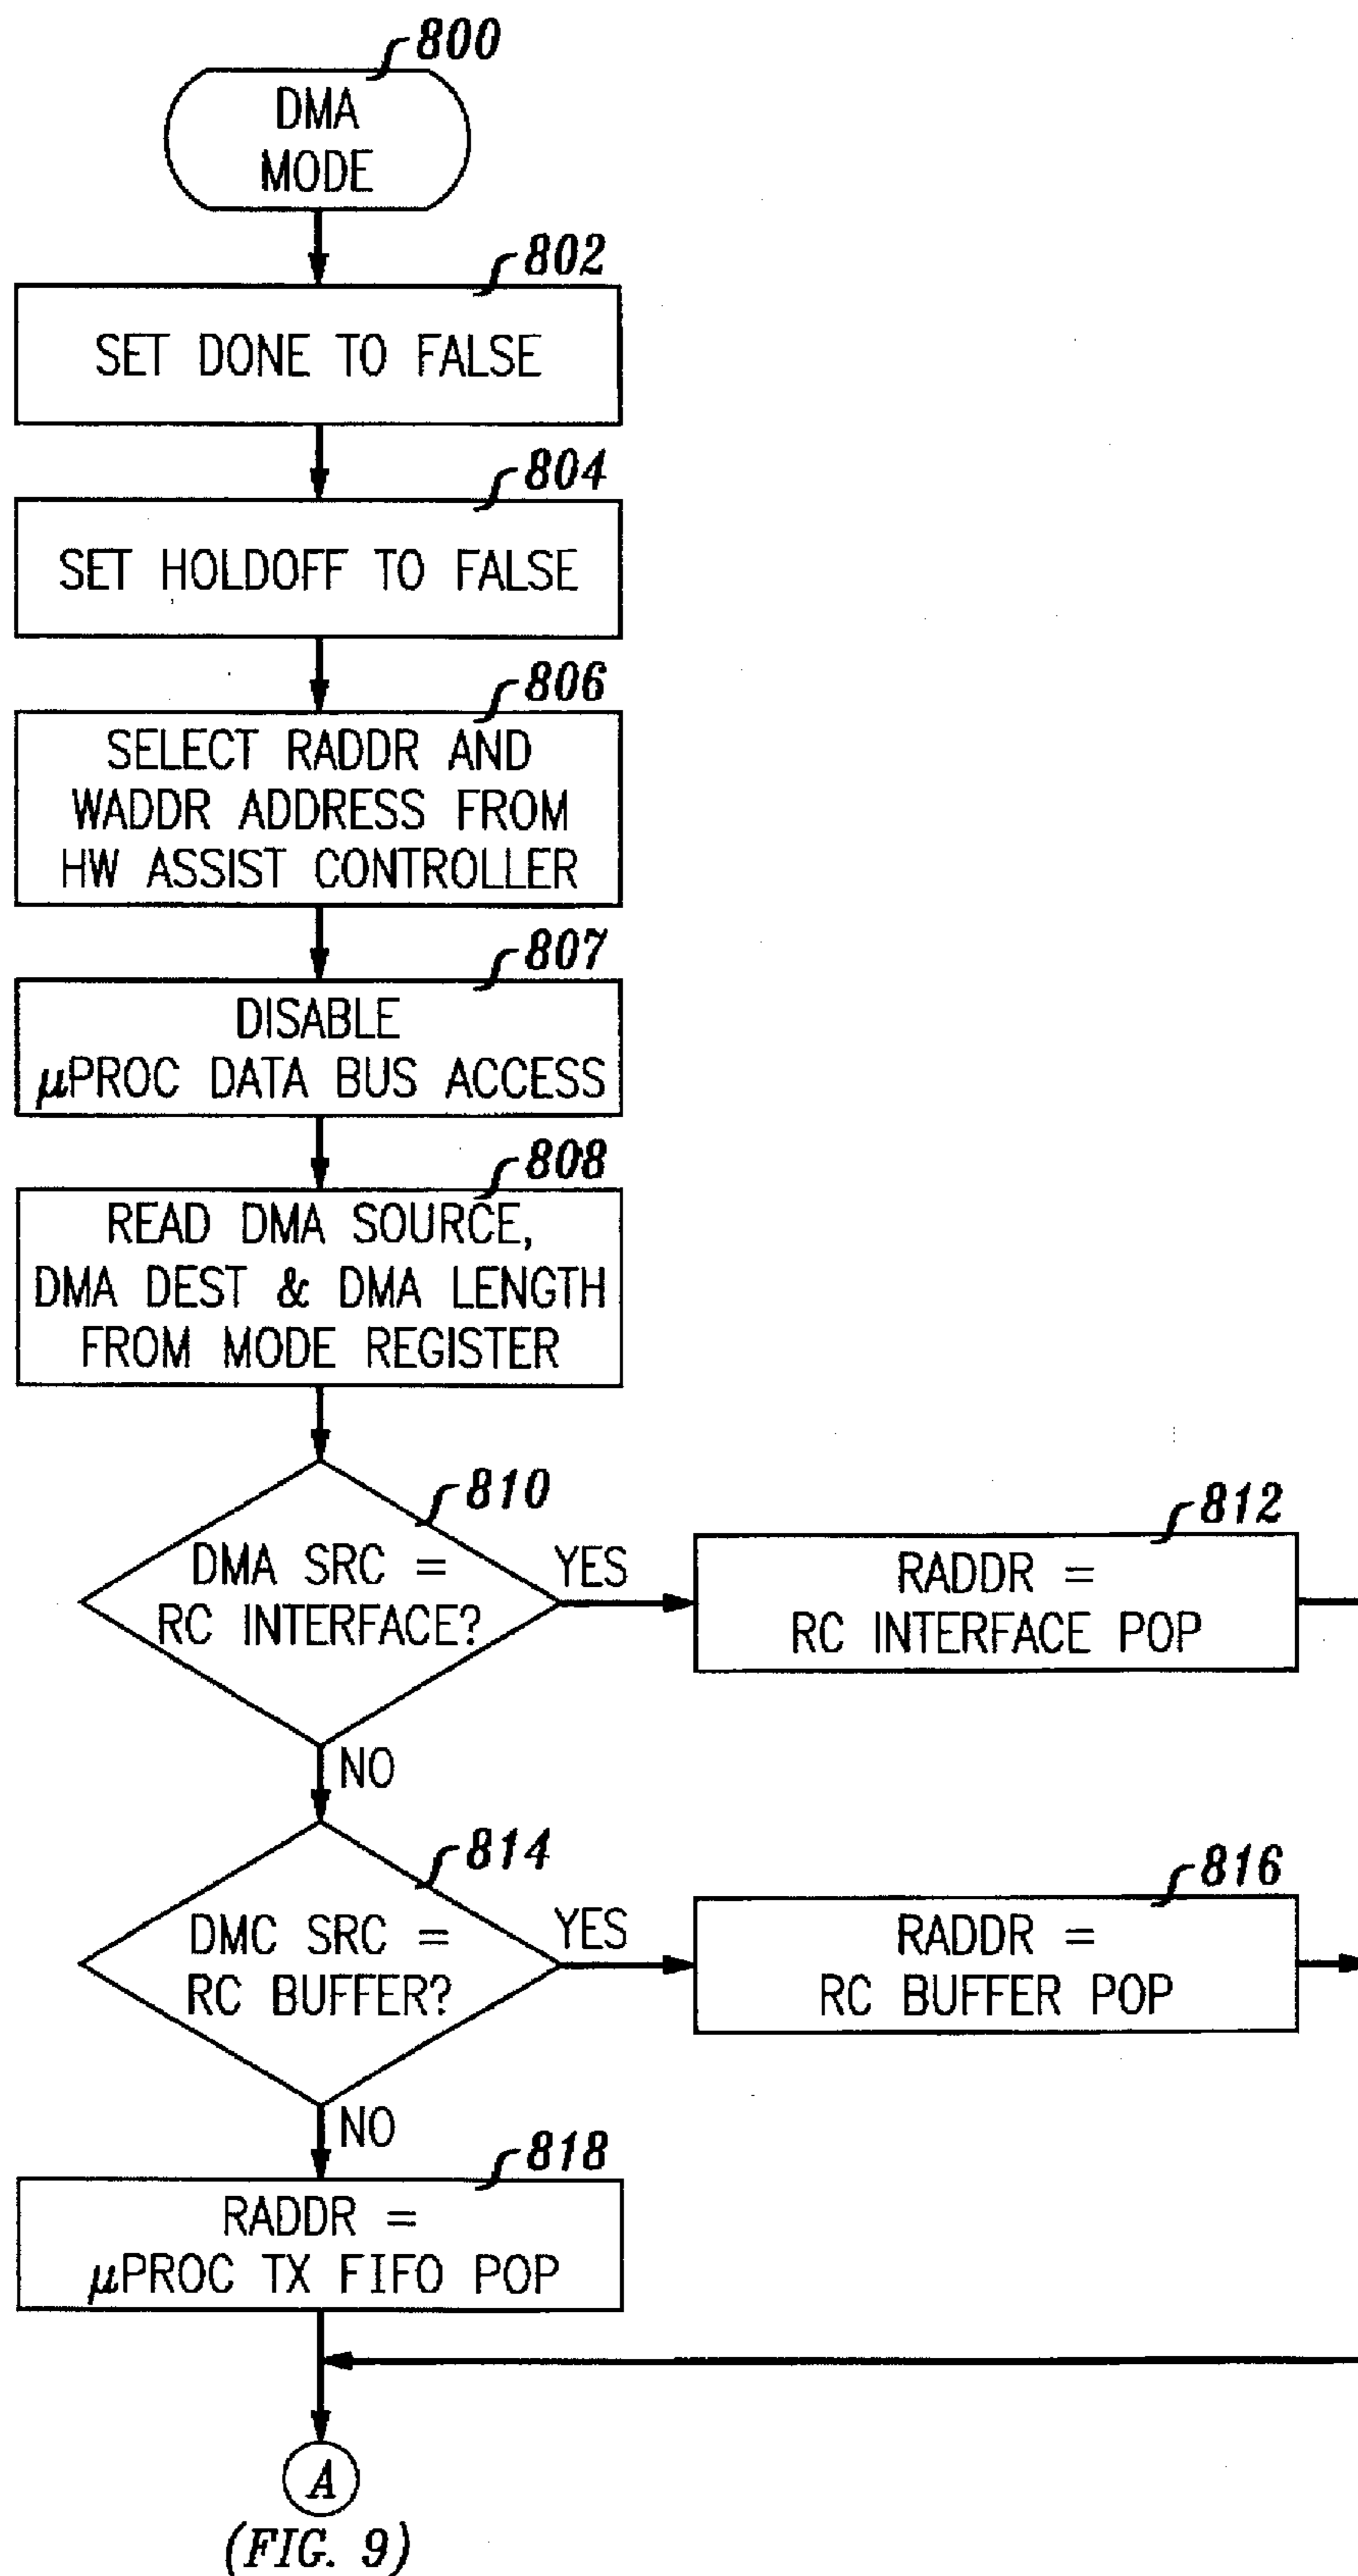 800
DMA
MODE
802
SET DONE TO FALSE
804
SET HOLDOFF TO FALSE
806
SELECT RADDR AND
WADDR ADDRESS FROM
HW ASSIST CONTROLLER
807
DISABLE
μPROC DATA BUS ACCESS
808
READ DMA SOURCE,
DMA DEST & DMA LENGTH
FROM MODE REGISTER
810
DMA SRC =
RC INTERFACE?
YES
812
RADDR =
RC INTERFACE POP
NO
814
DMC SRC =
RC BUFFER?
YES
816
RADDR =
RC BUFFER POP
NO
818
RADDR =
μPROC TX FIFO POP
A
(FIG. 9)